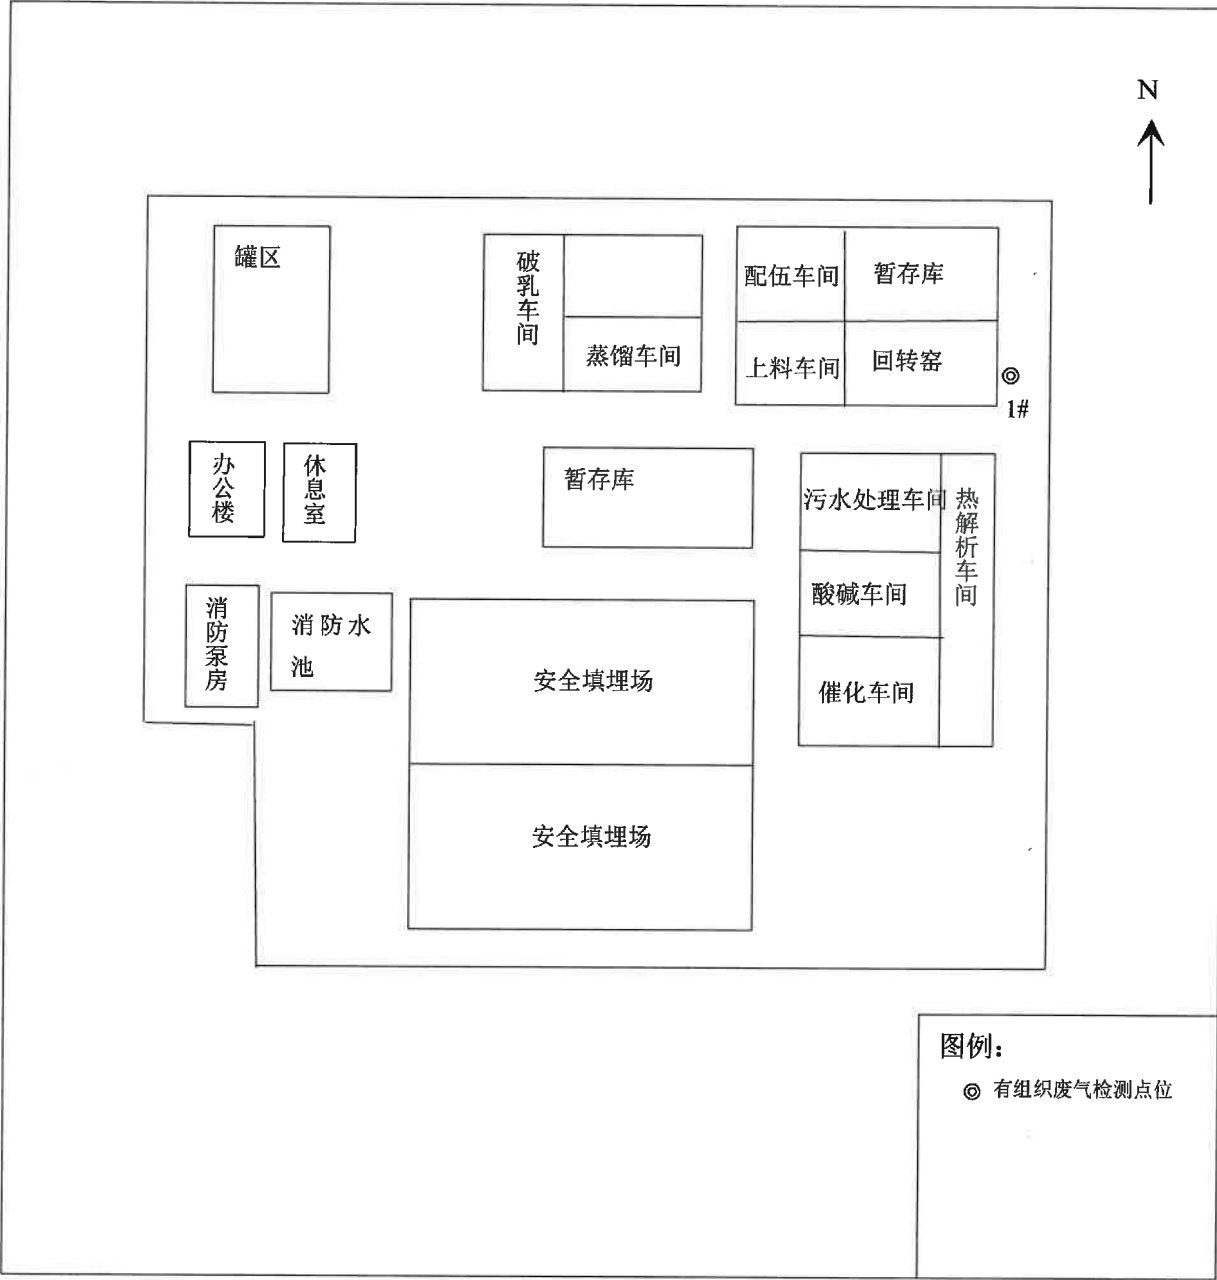 N
罐区
破乳车间
蒸馏车间
配伍车间
暂存库
上料车间
回转窑
1#
办公楼
休息室
暂存库
污水处理车间
热解析车间
酸碱车间
催化车间
消防泵房
消防水
池
安全填埋场
安全填埋场
图例：
◎ 有组织废气检测点位